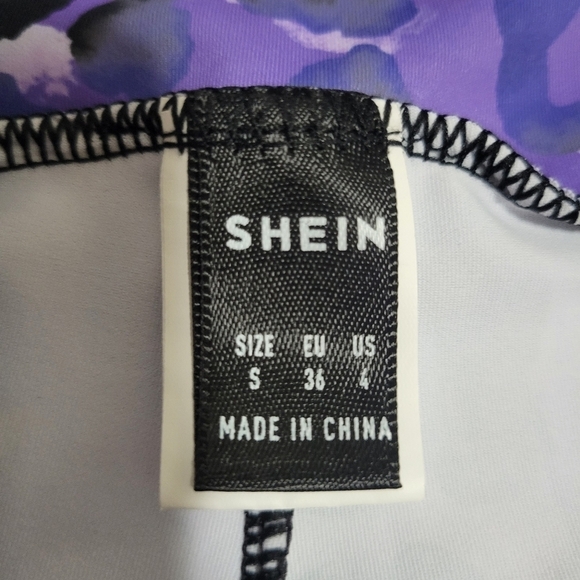 SHEIN
SIZE EU US
S 36 4
MADE IN CHINA